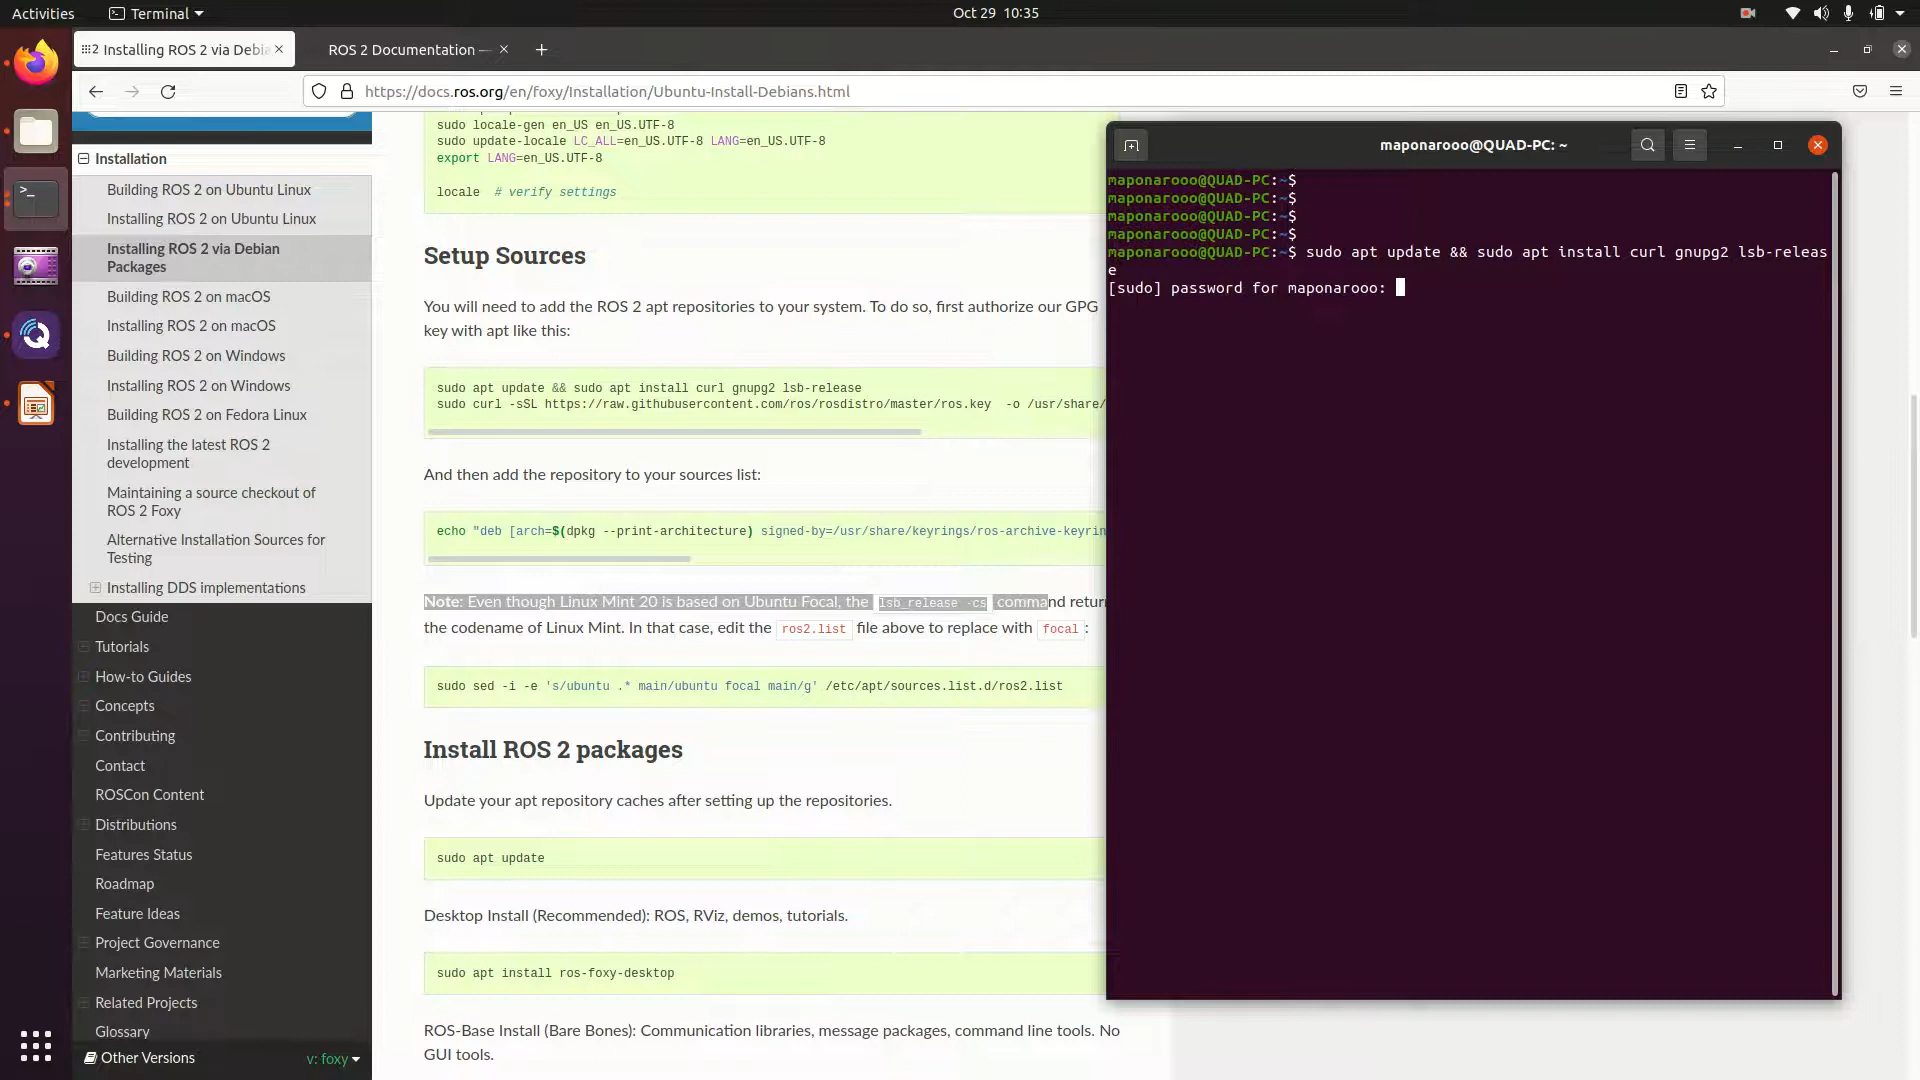 Activities
Terminal
Oct 29 10:35
Installing ROS 2 via Debia
ROS 2 Documentation —
https://docs.ros.org/en/foxy/Installation/Ubuntu-Install-Debians.html
Installation
Building ROS 2 on Ubuntu Linux
Installing ROS 2 on Ubuntu Linux
Installing ROS 2 via Debian
Packages
Building ROS 2 on macOS
Installing ROS 2 on macOS
Building ROS 2 on Windows
Installing ROS 2 on Windows
Building ROS 2 on Fedora Linux
Installing the latest ROS 2
development
Maintaining a source checkout of
ROS 2 Foxy
Alternative Installation Sources for
Testing
Installing DDS implementations
Docs Guide
Tutorials
How-to Guides
Concepts
Contributing
Contact
ROSCon Content
Distributions
Features Status
Roadmap
Feature Ideas
Project Governance
Marketing Materials
Related Projects
Glossary
Other Versions
v: foxy
sudo locale-gen en_US en_US.UTF-8
sudo update-locale LC_ALL=en_US.UTF-8 LANG=en_US.UTF-8
export LANG=en_US.UTF-8
locale  # verify settings
Setup Sources
You will need to add the ROS 2 apt repositories to your system. To do so, first authorize our GPG
key with apt like this:
sudo apt update && sudo apt install curl gnupg2 lsb-release
sudo curl -sSL https://raw.githubusercontent.com/ros/rosdistro/master/ros.key  -o /usr/share/
And then add the repository to your sources list:
echo "deb [arch=$(dpkg --print-architecture) signed-by=/usr/share/keyrings/ros-archive-keyrin
Note: Even though Linux Mint 20 is based on Ubuntu Focal, the lsb_release -cs command retur
the codename of Linux Mint. In that case, edit the ros2.list file above to replace with focal :
sudo sed -i -e 's/ubuntu .* main/ubuntu focal main/g' /etc/apt/sources.list.d/ros2.list
Install ROS 2 packages
Update your apt repository caches after setting up the repositories.
sudo apt update
Desktop Install (Recommended): ROS, RViz, demos, tutorials.
sudo apt install ros-foxy-desktop
ROS-Base Install (Bare Bones): Communication libraries, message packages, command line tools. No
GUI tools.
maponarooo@QUAD-PC: ~
maponarooo@QUAD-PC:~$
maponarooo@QUAD-PC:~$
maponarooo@QUAD-PC:~$
maponarooo@QUAD-PC:~$
maponarooo@QUAD-PC:~$ sudo apt update && sudo apt install curl gnupg2 lsb-releas
e
[sudo] password for maponarooo: